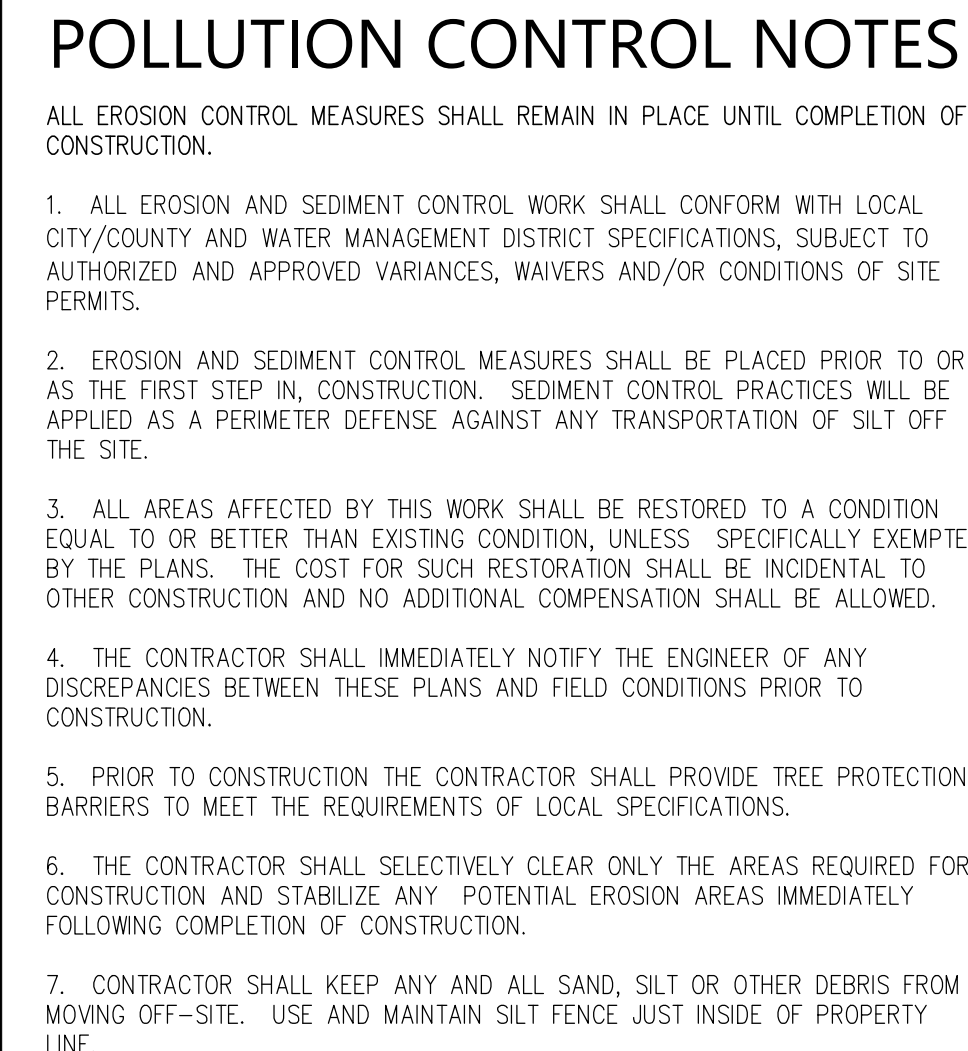 POLLUTION CONTROL NOTES
ALL EROSION CONTROL MEASURES SHALL REMAIN IN PLACE UNTIL COMPLETION OF
CONSTRUCTION.
1. ALL EROSION AND SEDIMENT CONTROL WORK SHALL CONFORM WITH LOCAL
CITY/COUNTY AND WATER MANAGEMENT DISTRICT SPECIFICATIONS, SUBJECT TO
AUTHORIZED AND APPROVED VARIANCES, WAIVERS AND/OR CONDITIONS OF SITE
PERMITS.
2. EROSION AND SEDIMENT CONTROL MEASURES SHALL BE PLACED PRIOR TO OR
AS THE FIRST STEP IN, CONSTRUCTION. SEDIMENT CONTROL PRACTICES WILL BE
APPLIED AS A PERIMETER DEFENSE AGAINST ANY TRANSPORTATION OF SILT OFF
THE SITE.
3. ALL AREAS AFFECTED BY THIS WORK SHALL BE RESTORED TO A CONDITION
EQUAL TO OR BETTER THAN EXISTING CONDITION, UNLESS SPECIFICALLY EXEMPTE
BY THE PLANS. THE COST FOR SUCH RESTORATION SHALL BE INCIDENTAL TO
OTHER CONSTRUCTION AND NO ADDITIONAL COMPENSATION SHALL BE ALLOWED.
4. THE CONTRACTOR SHALL IMMEDIATELY NOTIFY THE ENGINEER OF ANY
DISCREPANCIES BETWEEN THESE PLANS AND FIELD CONDITIONS PRIOR TO
CONSTRUCTION.
5. PRIOR TO CONSTRUCTION THE CONTRACTOR SHALL PROVIDE TREE PROTECTION
BARRIERS TO MEET THE REQUIREMENTS OF LOCAL SPECIFICATIONS.
6. THE CONTRACTOR SHALL SELECTIVELY CLEAR ONLY THE AREAS REQUIRED FOR
CONSTRUCTION AND STABILIZE ANY POTENTIAL EROSION AREAS IMMEDIATELY
FOLLOWING COMPLETION OF CONSTRUCTION.
7. CONTRACTOR SHALL KEEP ANY AND ALL SAND, SILT OR OTHER DEBRIS FROM
MOVING OFF-SITE. USE AND MAINTAIN SILT FENCE JUST INSIDE OF PROPERTY
LINE